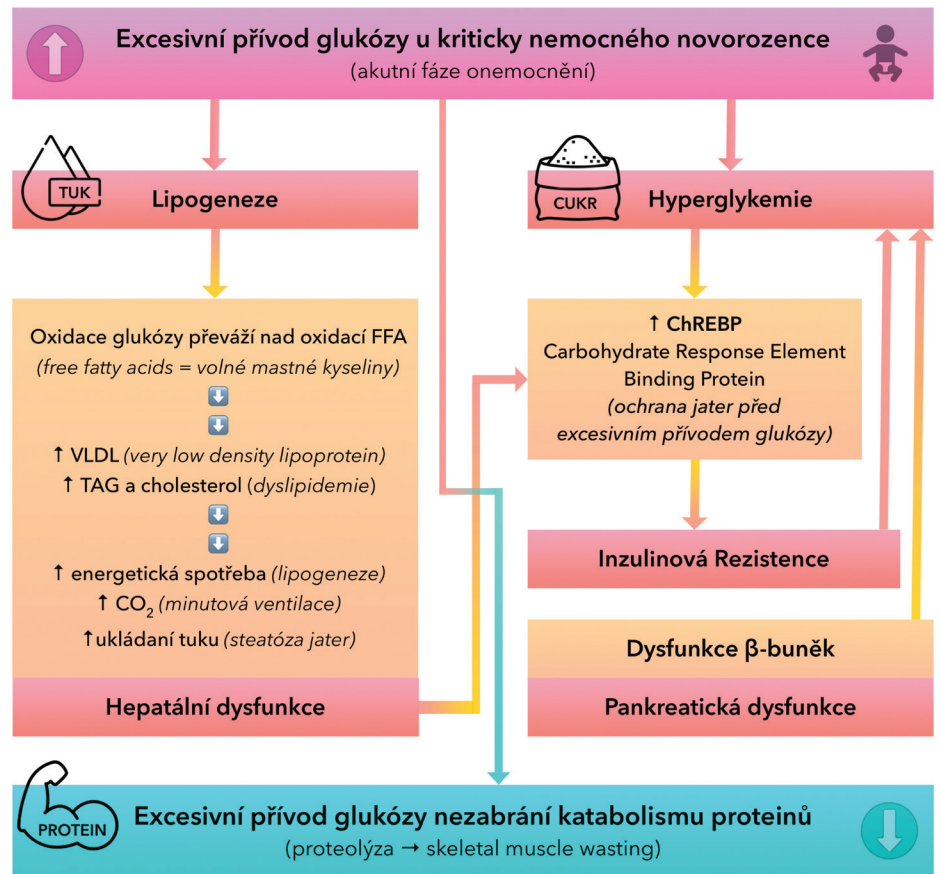 Excesivní přívod glukózy u kriticky nemocného novorozence
(akutní fáze onemocnění)
TUK
Lipogeneze
CUKR
Hyperglykemie
Oxidace glukózy převáží nad oxidací FFA
(free fatty acids = volné mastné kyseliny)
↑ VLDL (very low density lipoprotein)
↑ TAG a cholesterol (dyslipidemie)
↑ energetická spotřeba (lipogeneze)
↑ CO₂ (minutová ventilace)
↑ukládaní tuku (steatóza jater)
Hepatální dysfunkce
↑ ChREBP
Carbohydrate Response Element
Binding Protein
(ochrana jater před
excesivním přívodem glukózy)
Inzulinová Rezistence
Dysfunkce β-buněk
Pankreatická dysfunkce
PROTEIN
Excesivní přívod glukózy nezabrání katabolismu proteinů
(proteolýza → skeletal muscle wasting)